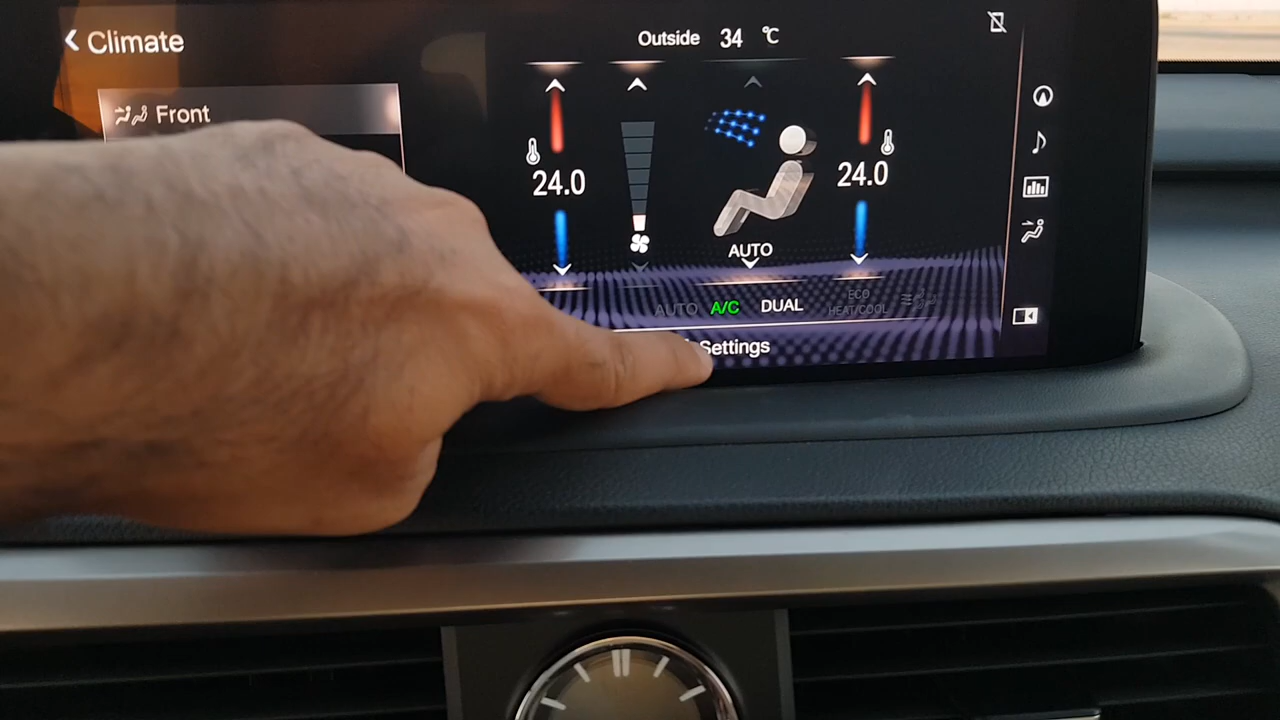 Climate
Outside 34 °C
Front
24.0
24.0
AUTO
AUTO A/C DUAL
ECO
HEAT/COOL
Settings